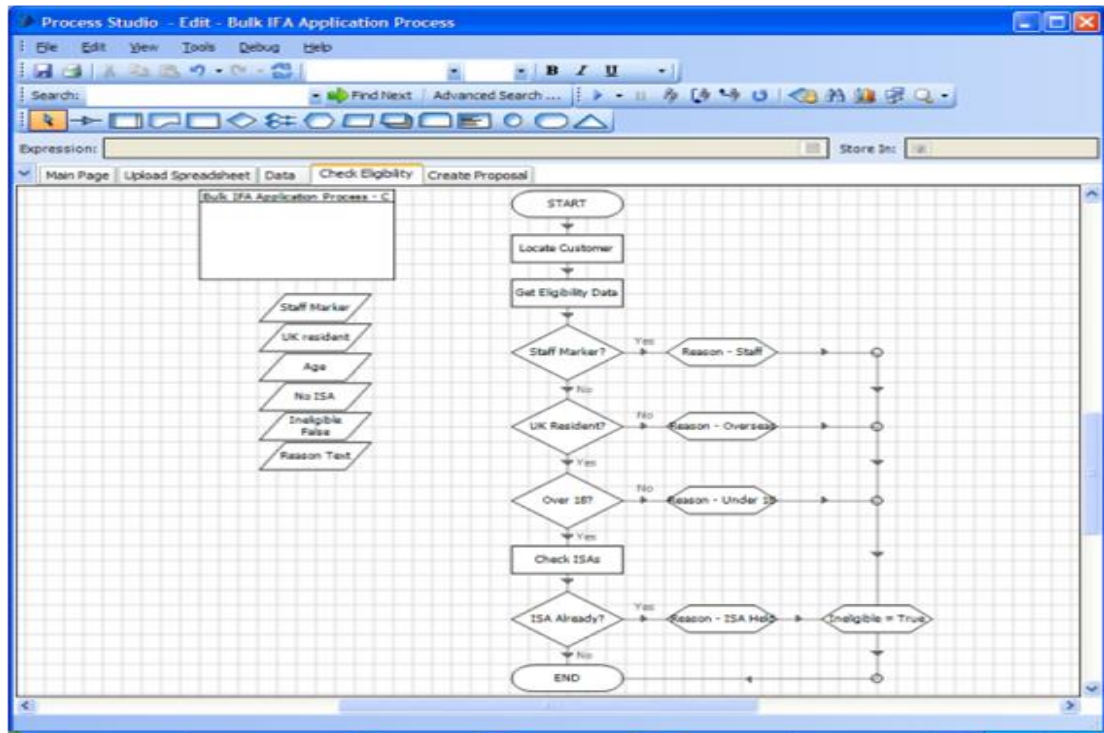 Process Studio - Edit - Bulk IFA Application Process
File Edit View Tools Debug Help
B I U
Search: Find Next Advanced Search ...
Expression: Store In:
Main Page Upload Spreadsheet Data Check Eligibility Create Proposal
Bulk IFA Application Process - C
START
Locate Customer
Get Eligibility Data
Staff Marker
UK resident
Age
No ISA
Ineligible
False
Reason Text
Staff Marker? Yes Reason - Staff
No
UK Resident? No Reason - Overseas
Yes
Over 18? No Reason - Under 18
Yes
Check ISAs
ISA Already? Yes Reason - ISA Held Ineligible = True
No
END